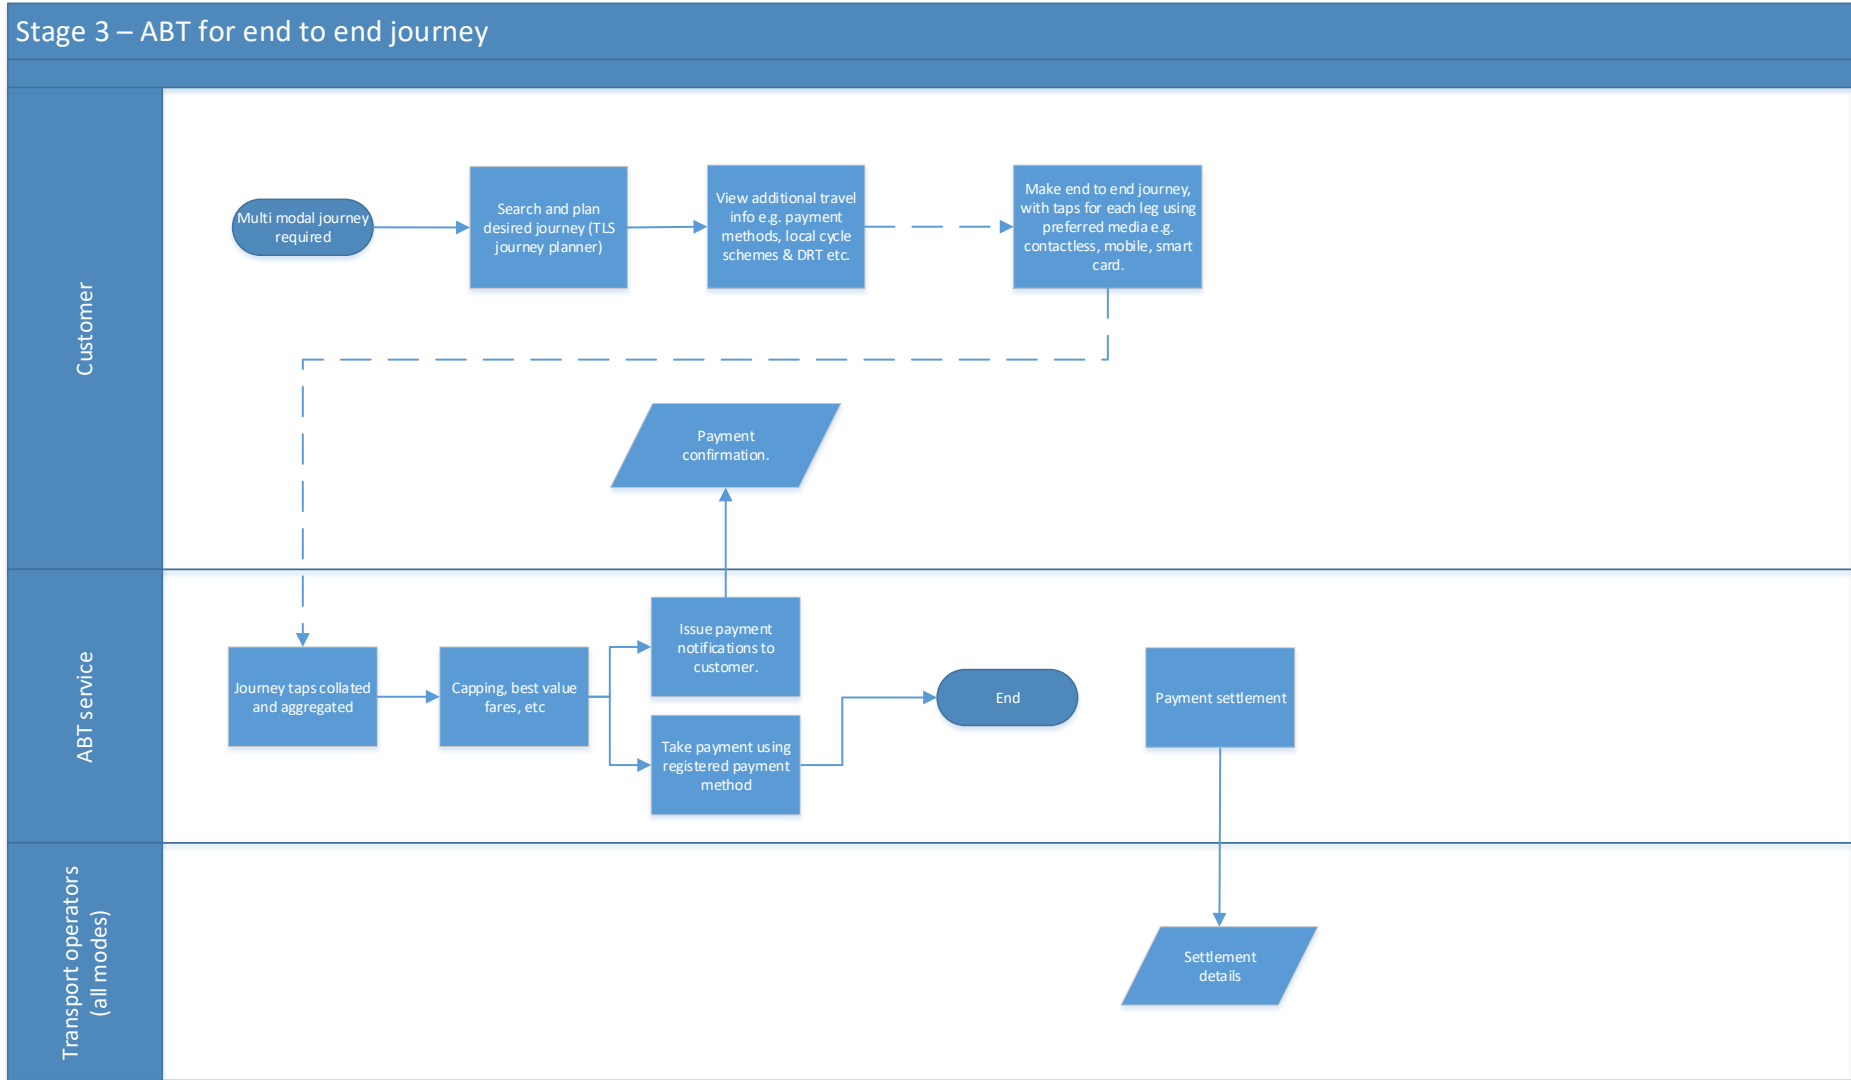 Stage 3 – ABT for end to end journey
Customer
Multi modal journey
required
Search and plan
desired journey (TLS
journey planner)
View additional travel
info e.g. payment
methods, local cycle
schemes & DRT etc.
Make end to end journey,
with taps for each leg using
preferred media e.g.
contactless, mobile, smart
card.
Payment
confirmation.
ABT service
Journey taps collated
and aggregated
Capping, best value
fares, etc
Issue payment
notifications to
customer.
Take payment using
registered payment
method
End
Payment settlement
Transport operators
(all modes)
Settlement
details